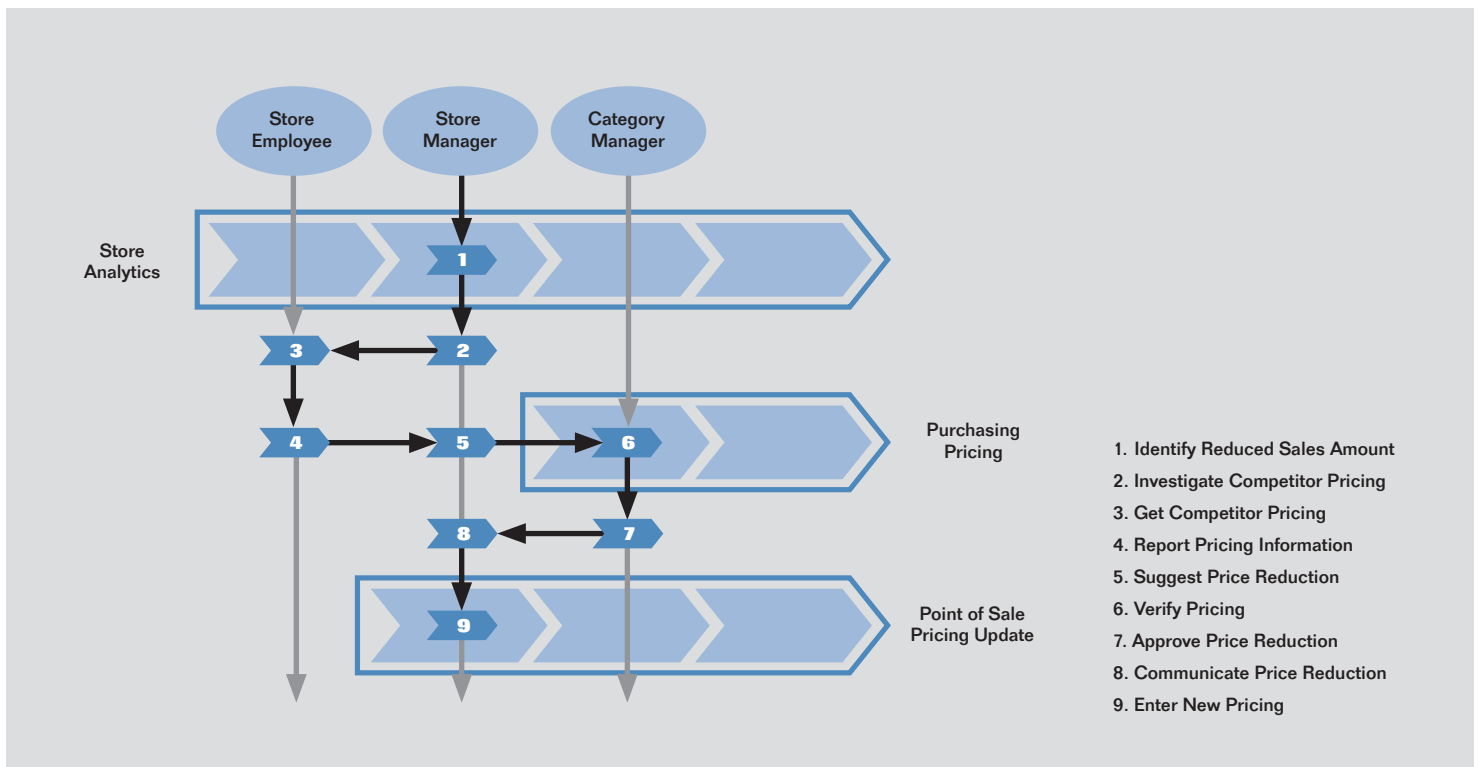 Store
Employee
Store
Manager
Category
Manager
Store
Analytics
1
3
2
4
5
6
Purchasing
Pricing
8
7
9
Point of Sale
Pricing Update
1. Identify Reduced Sales Amount
2. Investigate Competitor Pricing
3. Get Competitor Pricing
4. Report Pricing Information
5. Suggest Price Reduction
6. Verify Pricing
7. Approve Price Reduction
8. Communicate Price Reduction
9. Enter New Pricing